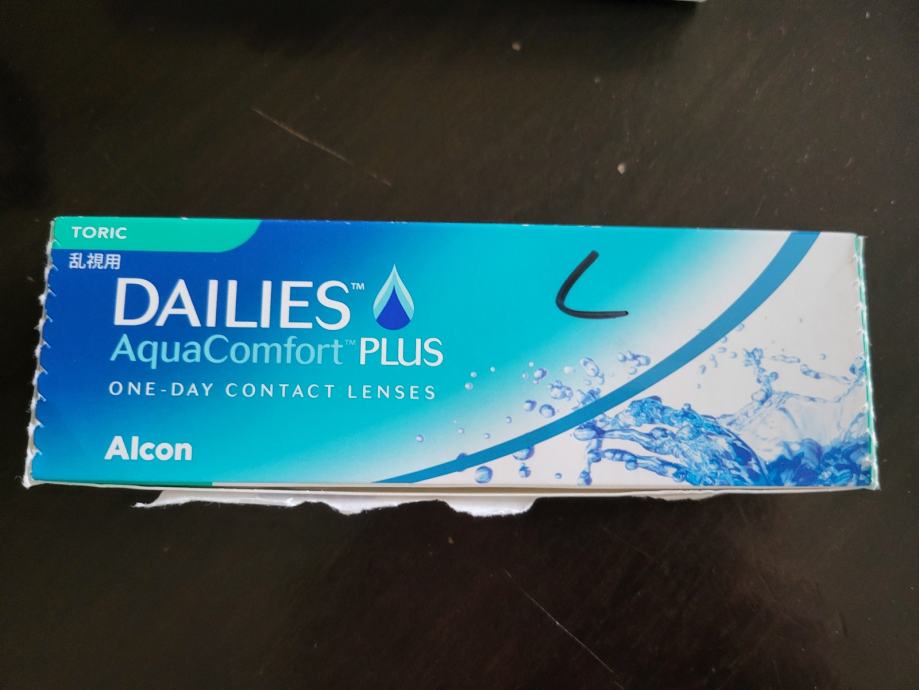 TORIC
乱視用
DAILIES™
AquaComfort™ PLUS
ONE-DAY CONTACT LENSES
Alcon
L